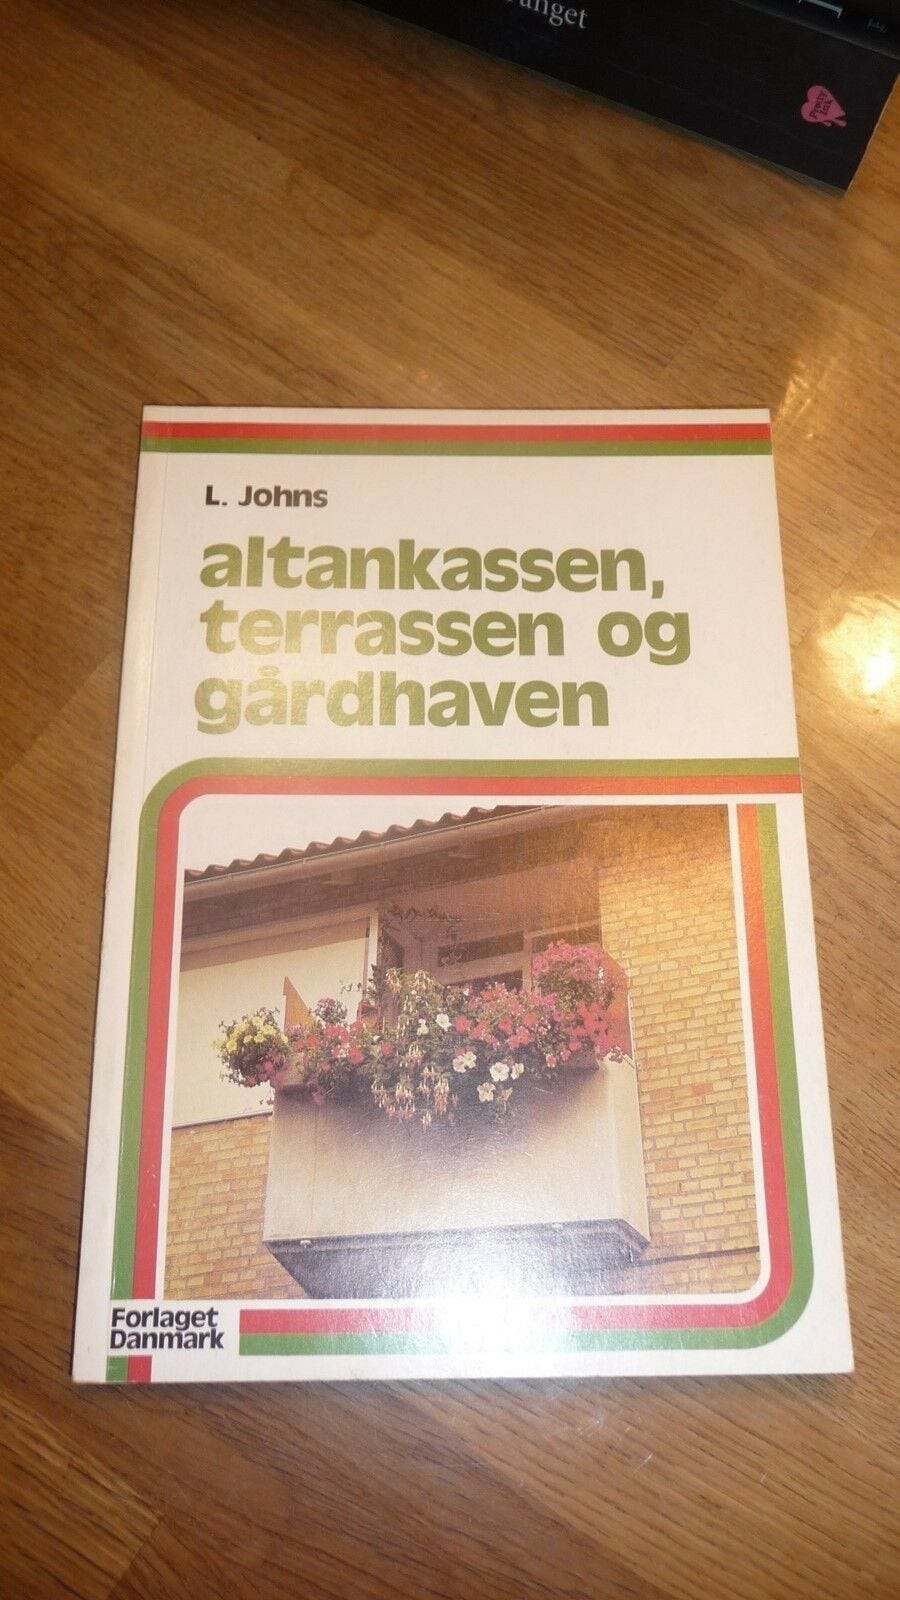 L. Johns
altankassen,
terrassen og
gårdhaven
Forlaget
Danmark